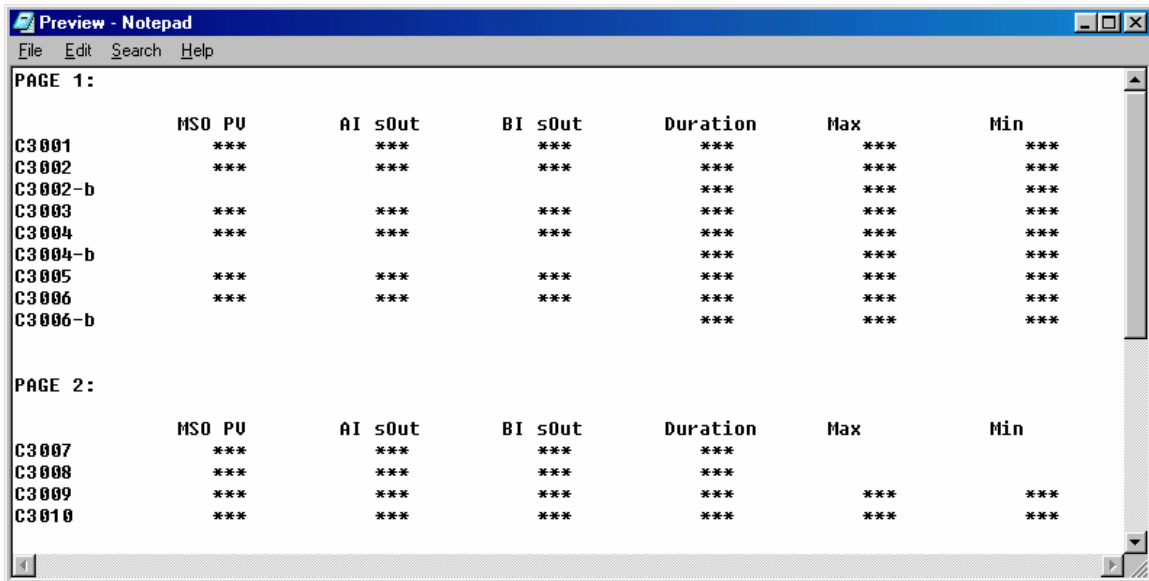 Preview - Notepad
File Edit Search Help
PAGE 1:
MSO PV AI sOut BI sOut Duration Max Min
C3001 *** *** *** *** *** ***
C3002 *** *** *** *** *** ***
C3002-b *** *** ***
C3003 *** *** *** *** *** ***
C3004 *** *** *** *** *** ***
C3004-b *** *** ***
C3005 *** *** *** *** *** ***
C3006 *** *** *** *** *** ***
C3006-b *** *** ***
PAGE 2:
MSO PV AI sOut BI sOut Duration Max Min
C3007 *** *** *** ***
C3008 *** *** *** ***
C3009 *** *** *** *** *** ***
C3010 *** *** *** *** *** ***